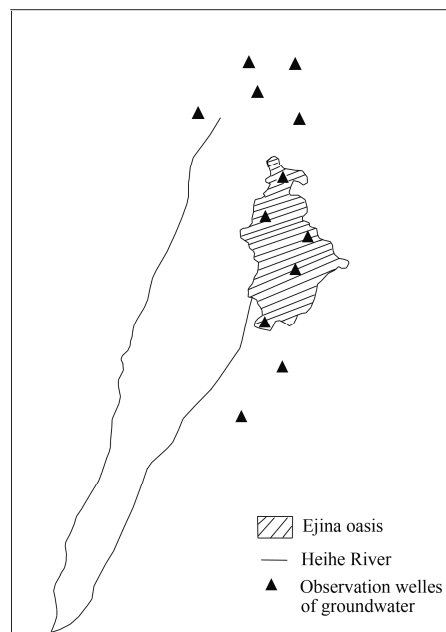 Ejina oasis
Heihe River
Observation welles
of groundwater